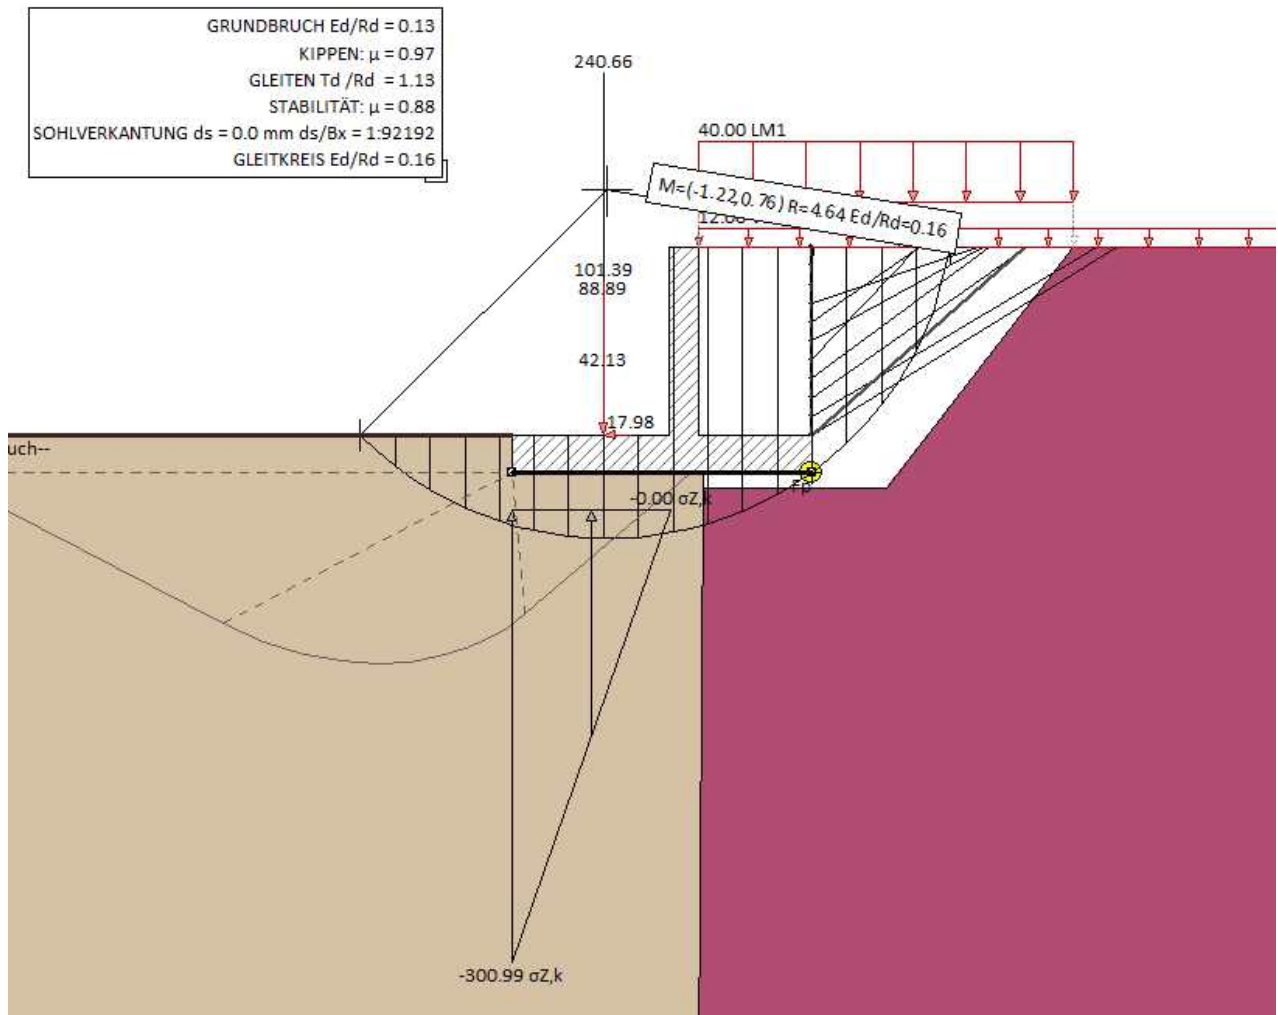 GRUNDBRUCH Ed/Rd = 0.13
KIPPEN: µ = 0.97
GLEITEN Td /Rd = 1.13
STABILITÄT: µ = 0.88
SOHLVERKANTUNG ds = 0.0 mm ds/Bx = 1:92192
GLEITKREIS Ed/Rd = 0.16
240.66
40.00 LM1
M=(-1.22,0.76) R=4.64 Ed/Rd=0.16
101.39
88.89
42.13
17.98
uch--
-0.00 σZ,k
-300.99 σZ,k